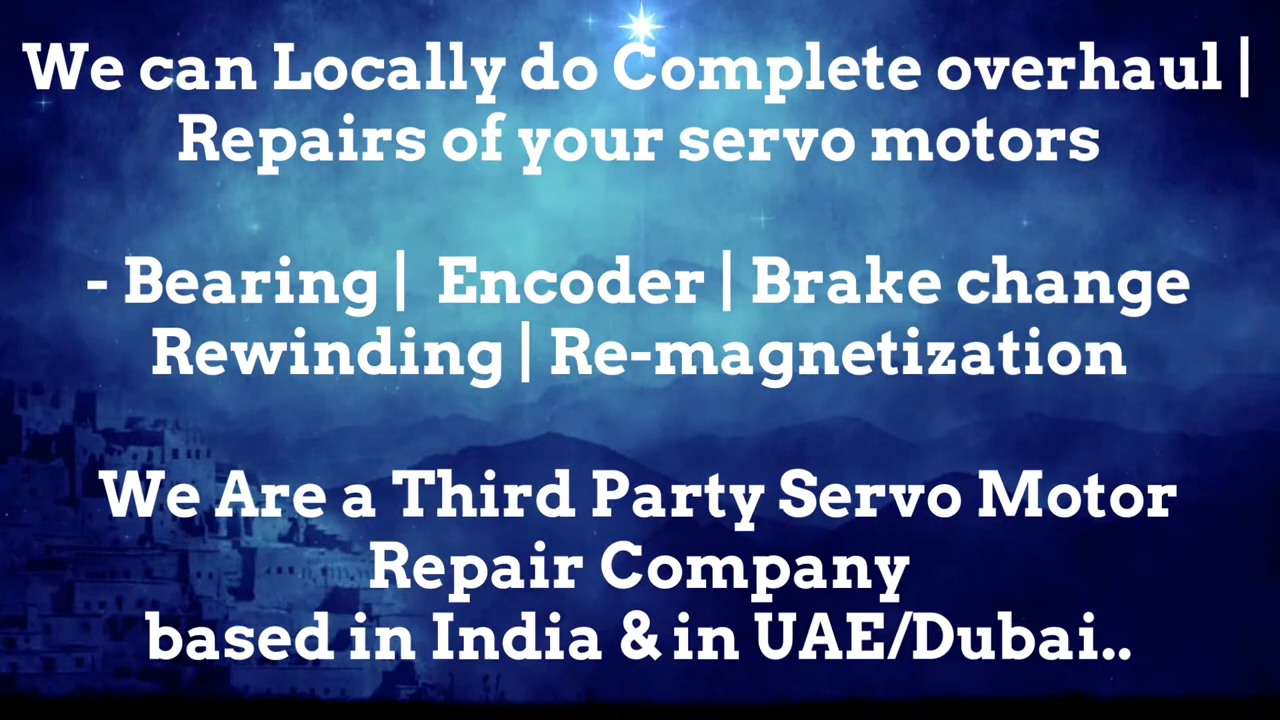 We can Locally do Complete overhaul |
Repairs of your servo motors
- Bearing | Encoder | Brake change
Rewinding | Re-magnetization
We Are a Third Party Servo Motor
Repair Company
based in India & in UAE/Dubai..